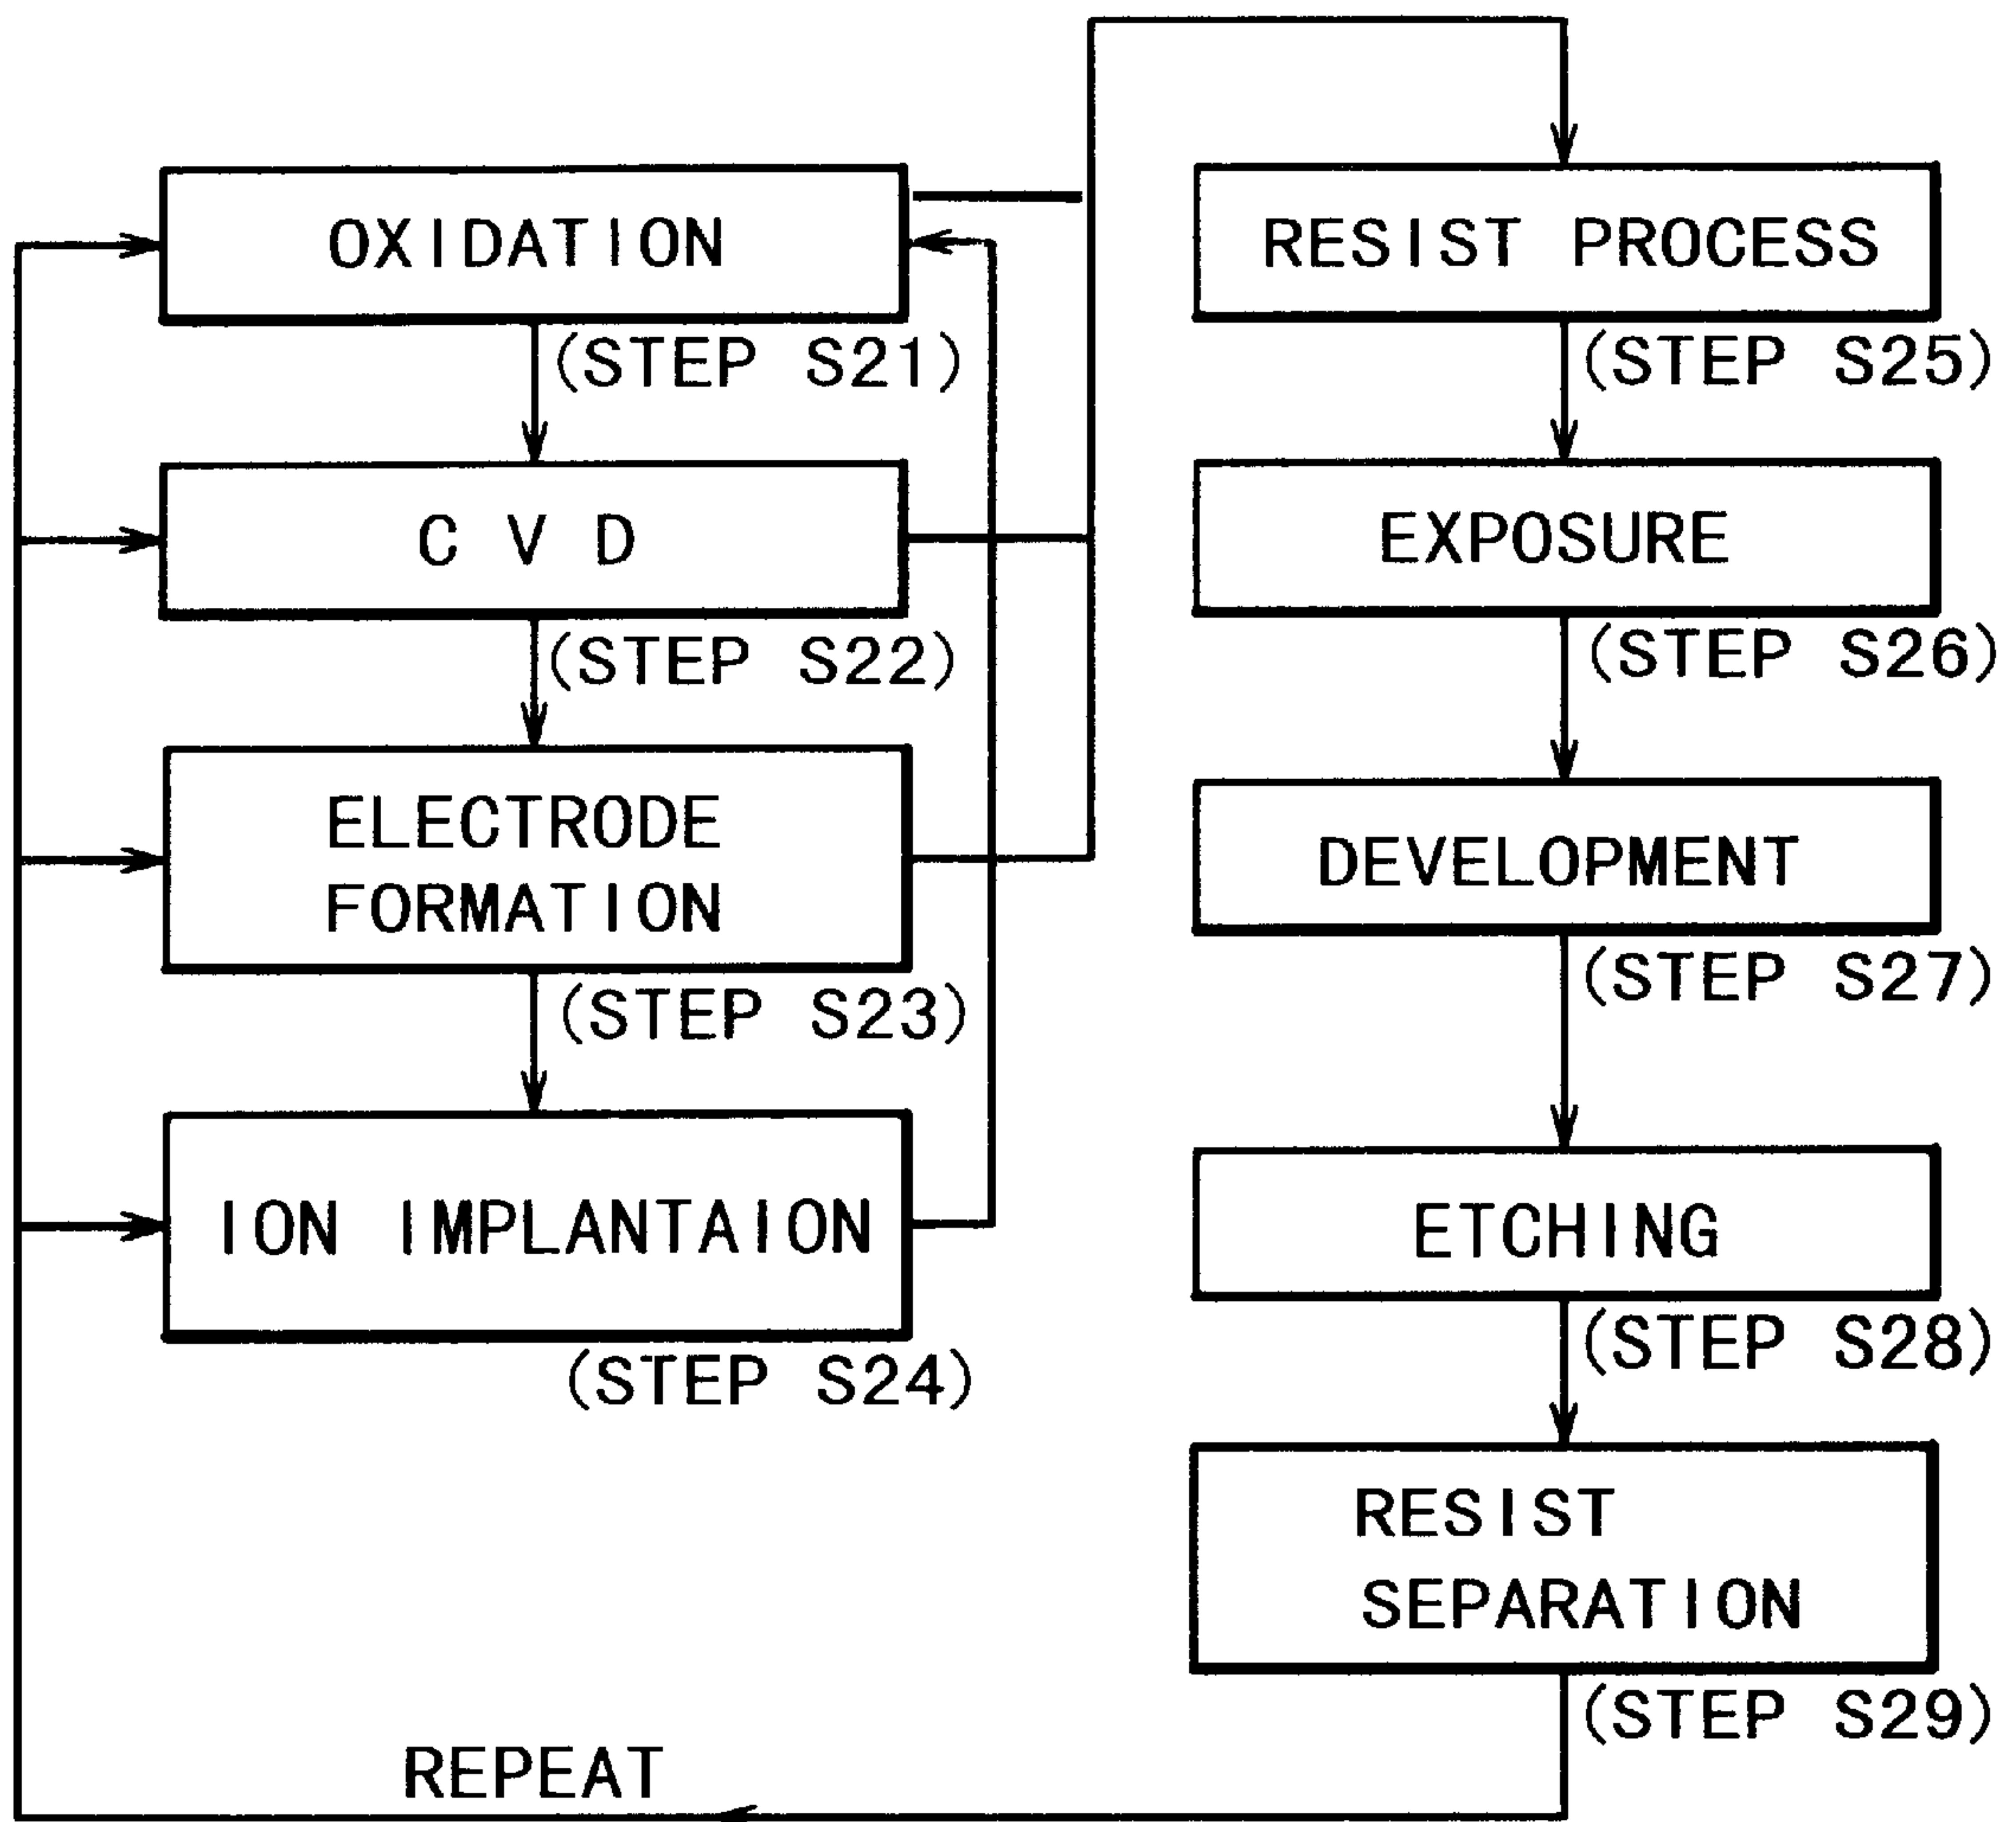 OXIDATION
(STEP S21)
C V D
(STEP S22)
ELECTRODE
FORMATION
(STEP S23)
ION IMPLANTAION
(STEP S24)
RESIST PROCESS
(STEP S25)
EXPOSURE
(STEP S26)
DEVELOPMENT
(STEP S27)
ETCHING
(STEP S28)
RESIST
SEPARATION
(STEP S29)
REPEAT